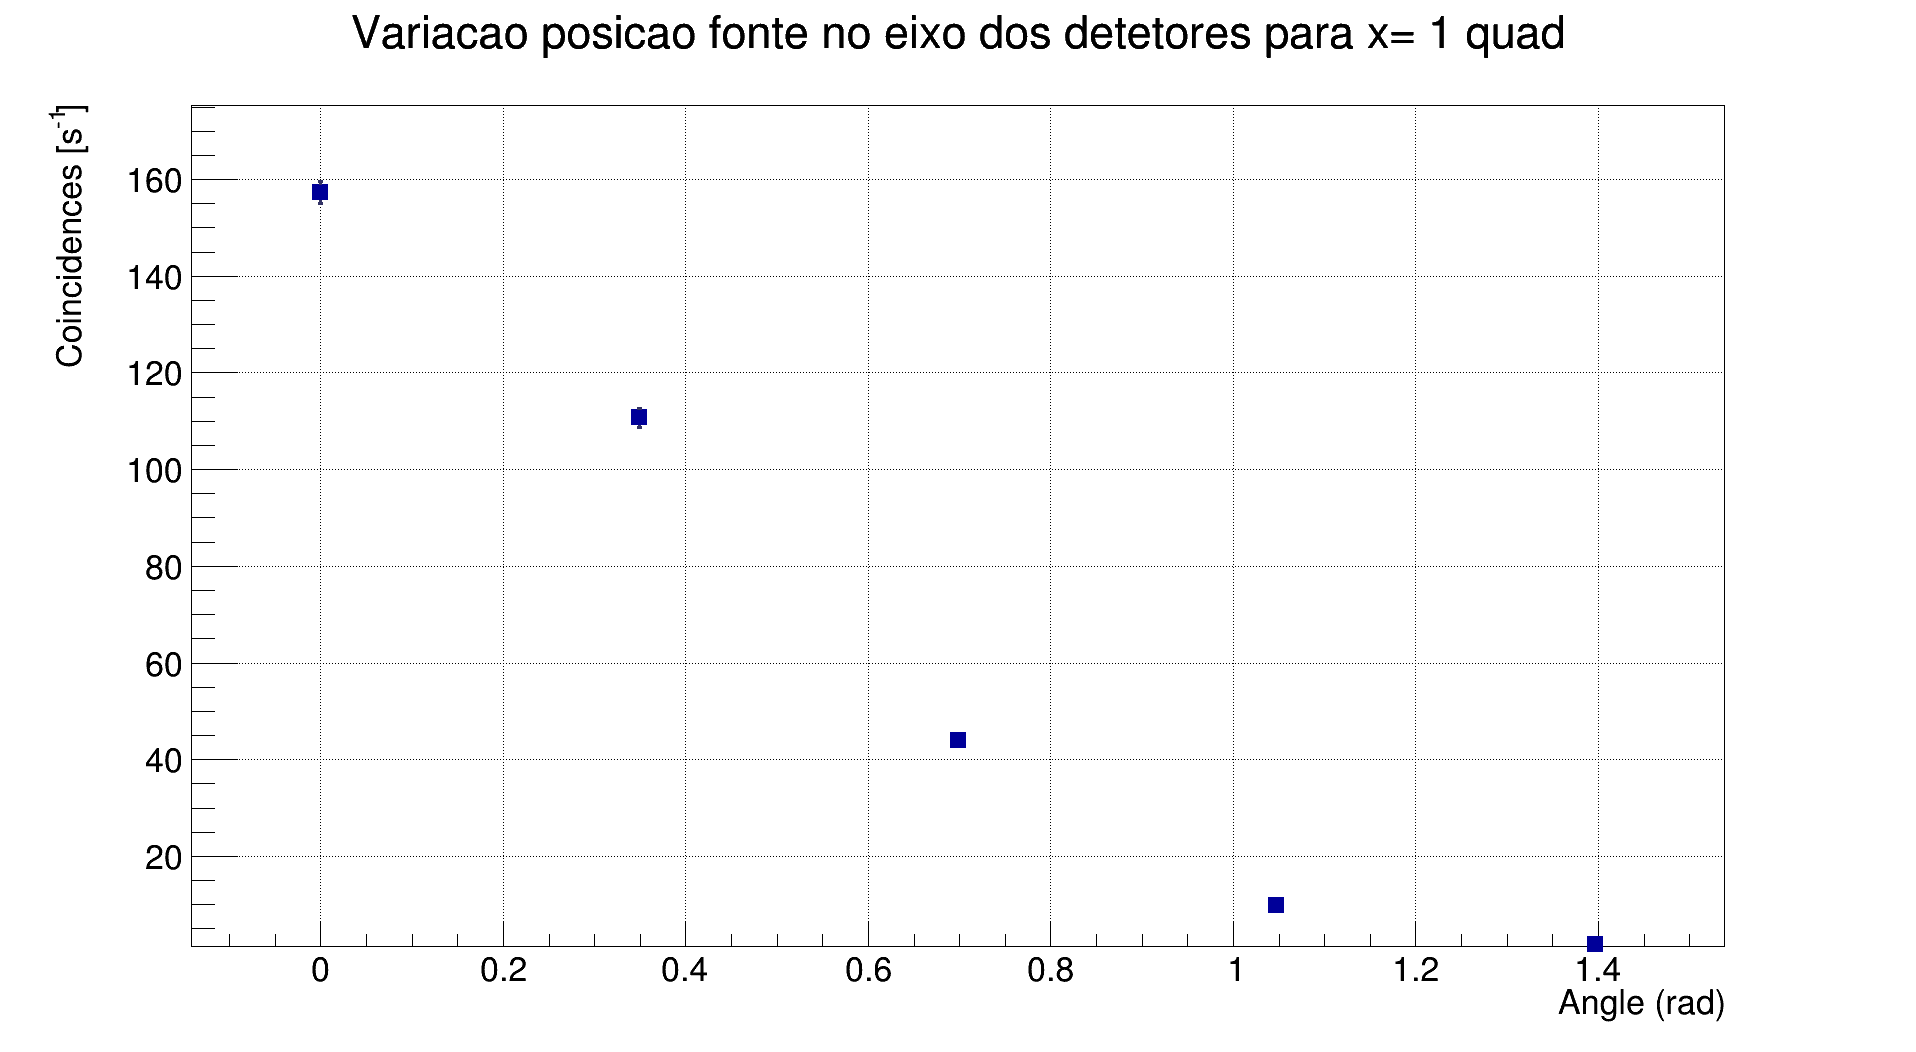 Variacao posicao fonte no eixo dos detetores para x= 1 quad
Coincidences [s⁻¹]
160
140
120
100
80
60
40
20
0 0.2 0.4 0.6 0.8 1 1.2 1.4
Angle (rad)